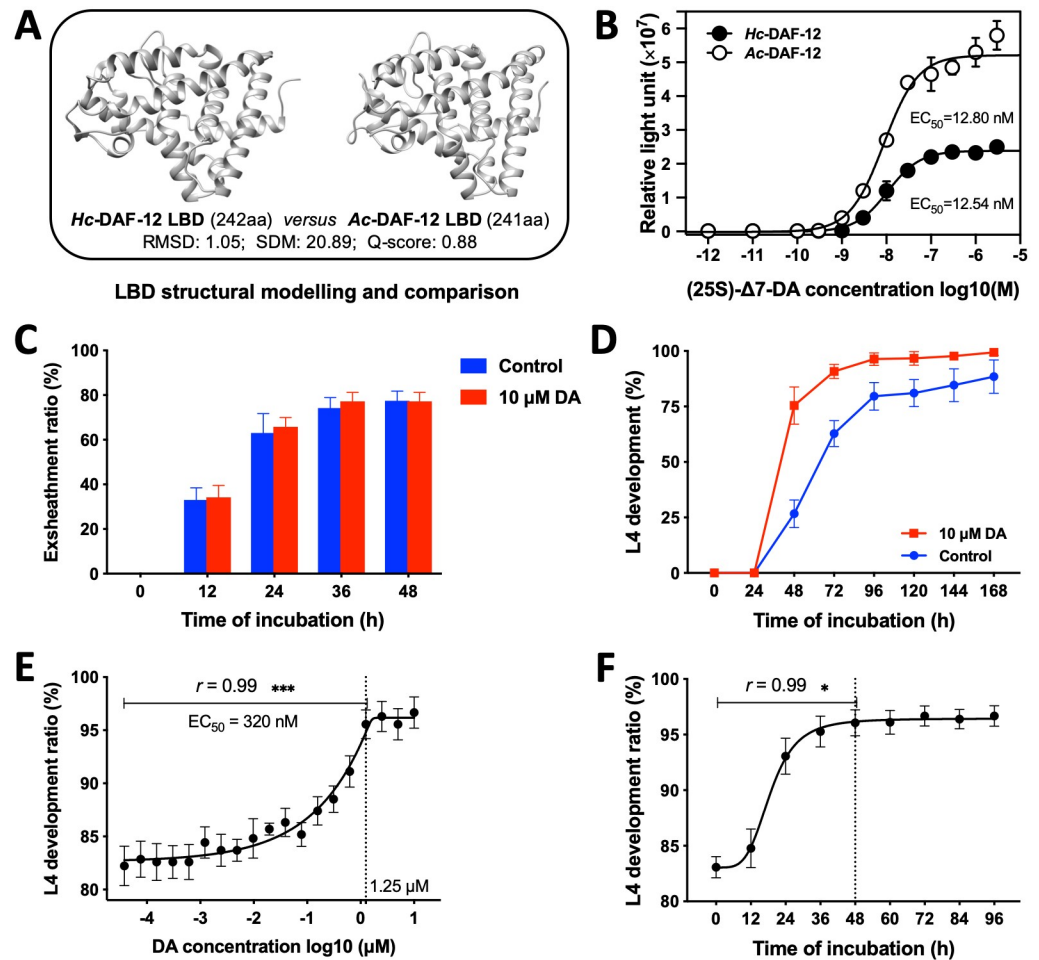 A
Hc-DAF-12 LBD (242aa) versus Ac-DAF-12 LBD (241aa)
RMSD: 1.05; SDM: 20.89; Q-score: 0.88
LBD structural modelling and comparison
B
Relative light unit (×10⁷)
6
5
4
3
2
1
0
Hc-DAF-12
Ac-DAF-12
EC₅₀=12.80 nM
EC₅₀=12.54 nM
-12 -11 -10 -9 -8 -7 -6 -5
(25S)-Δ7-DA concentration log10(M)
C
Exsheathment ratio (%)
100
80
60
40
20
0
Control
10 µM DA
0 12 24 36 48
Time of incubation (h)
D
L4 development (%)
100
75
50
25
0
10 µM DA
Control
0 24 48 72 96 120 144 168
Time of incubation (h)
E
L4 development ratio (%)
100
95
90
85
80
r = 0.99 ***
EC₅₀ = 320 nM
1.25 µM
-4 -3 -2 -1 0 1
DA concentration log10 (µM)
F
L4 development ratio (%)
100
95
90
85
80
r = 0.99 *
0 12 24 36 48 60 72 84 96
Time of incubation (h)